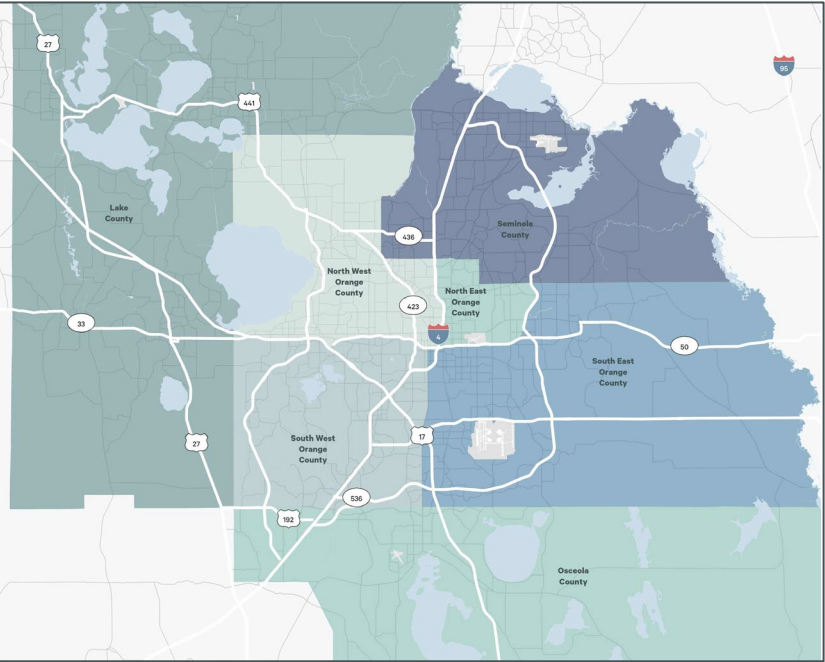 27
95
441
Lake
County
Seminole
County
436
North West
Orange
County
North East
Orange
County
423
33
4
50
South East
Orange
County
27
17
South West
Orange
County
536
192
Osceola
County